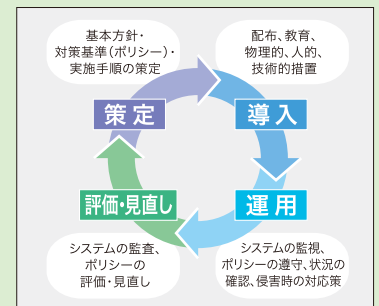 基本方針・
対策基準（ポリシー）・
実施手順の策定
配布、教育、
物理的、人的、
技術的措置
策定
導入
評価・見直し
運用
システムの監査、
ポリシーの
評価・見直し
システムの監視、
ポリシーの遵守、状況の
確認、侵害時の対応策